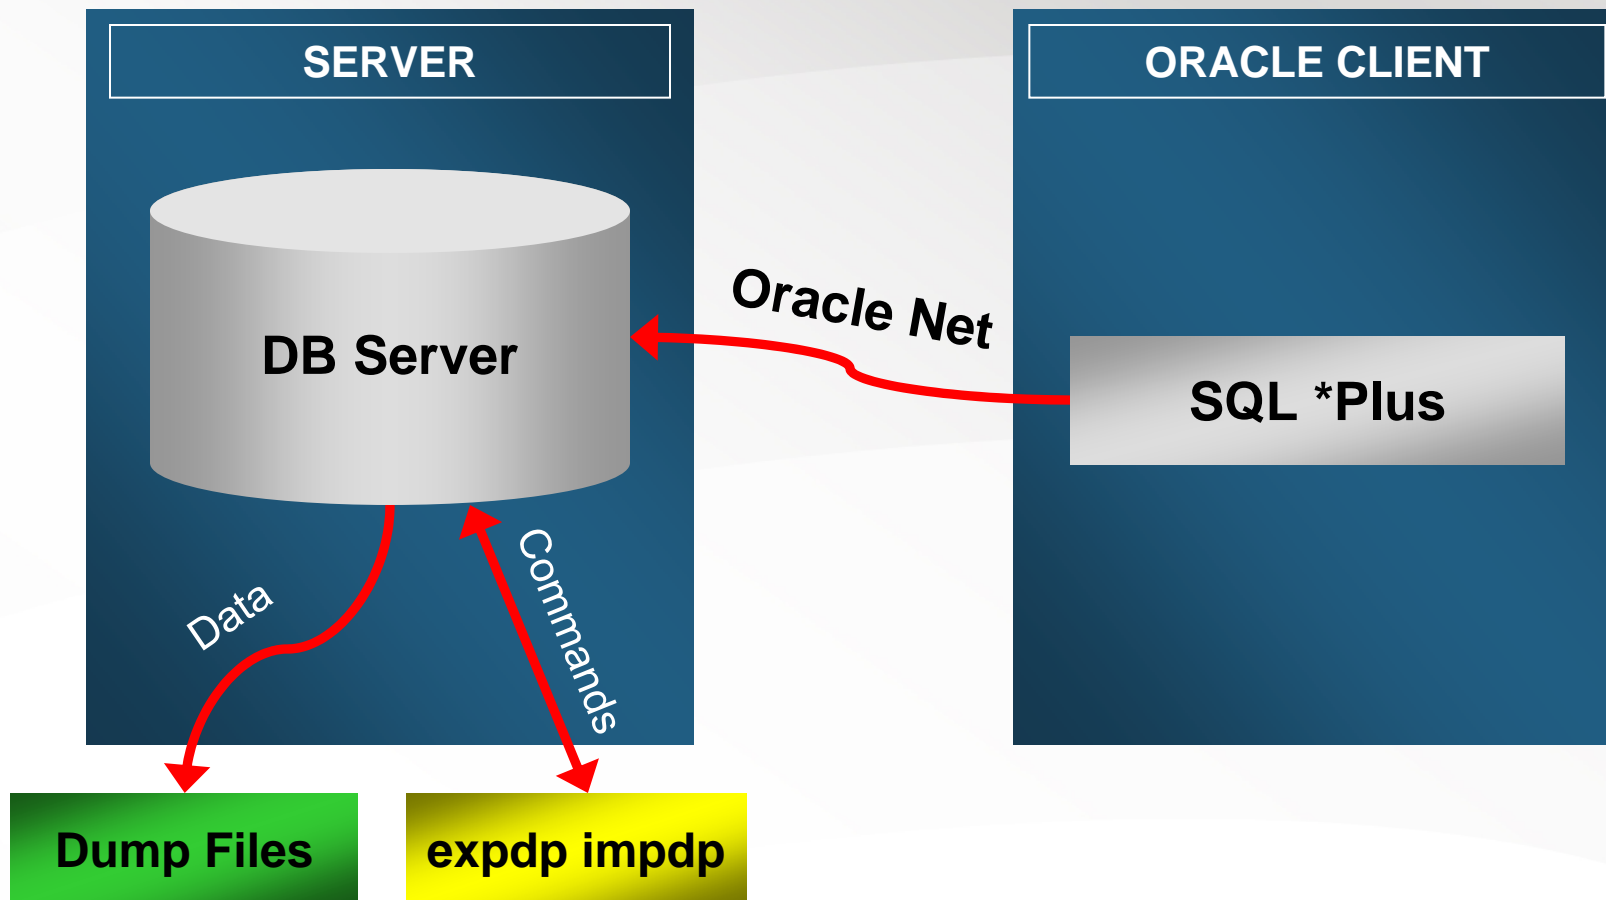 SERVER
ORACLE CLIENT
Oracle Net
DB Server
SQL *Plus
Data
Commands
Dump Files
expdp impdp